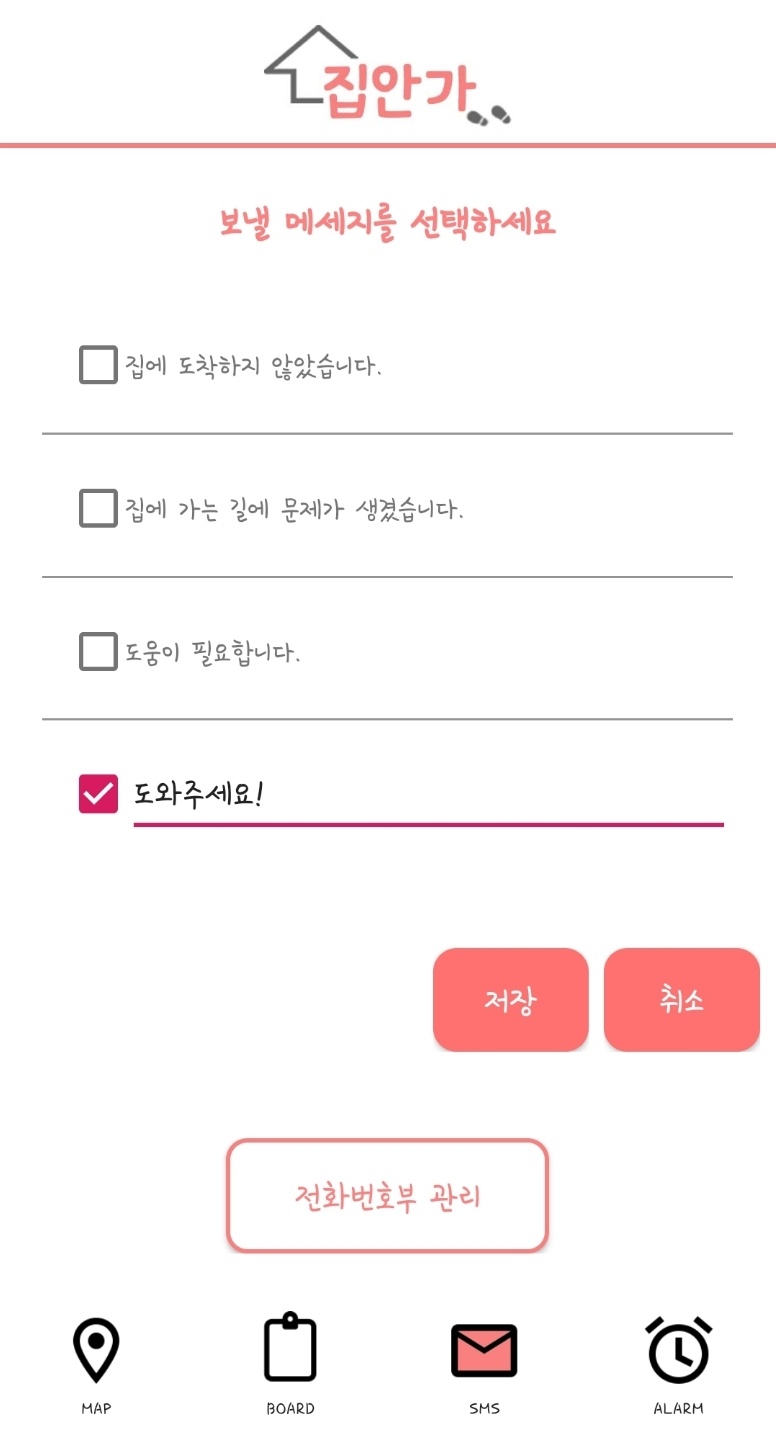 집안가
보낼 메세지를 선택하세요
집에 도착하지 않았습니다.
집에 가는 길에 문제가 생겼습니다.
도움이 필요합니다.
도와주세요!
저장 취소
전화번호부 관리
MAP BOARD SMS ALARM